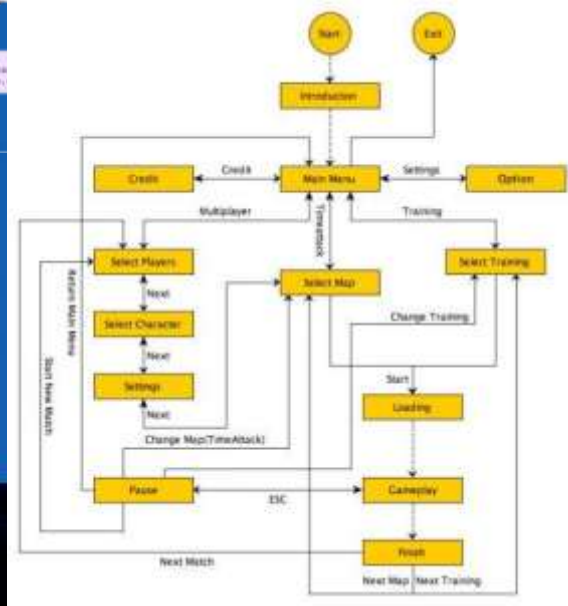 Start
Exit
Introduction
Credit
Credit
Main Menu
Settings
Option
Multiplayer
Timeattack
Training
Select Players
Select Map
Select Training
Next
Return Main Menu
Select Character
Change Training
Next
Start New Match
Settings
Start
Loading
Next
Change Map(TimeAttack)
Pause
ESC
Gameplay
Finish
Next Match
Next Map
Next Training